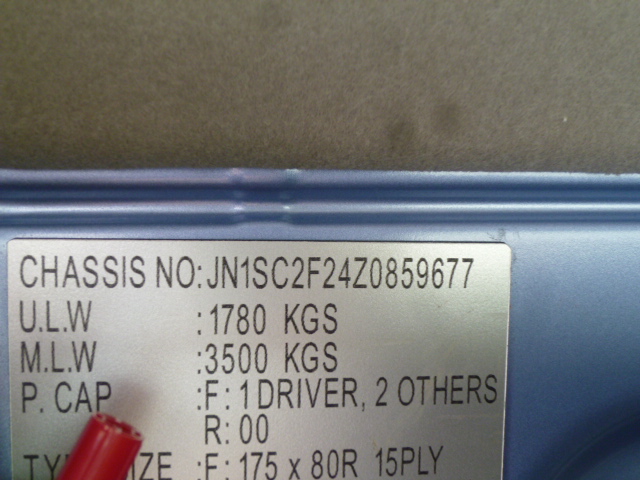 CHASSIS NO:JN1SC2F24Z0859677
U.L.W :1780 KGS
M.L.W :3500 KGS
P. CAP :F: 1 DRIVER, 2 OTHERS
R: 00
:F: 175 x 80R 15PLY